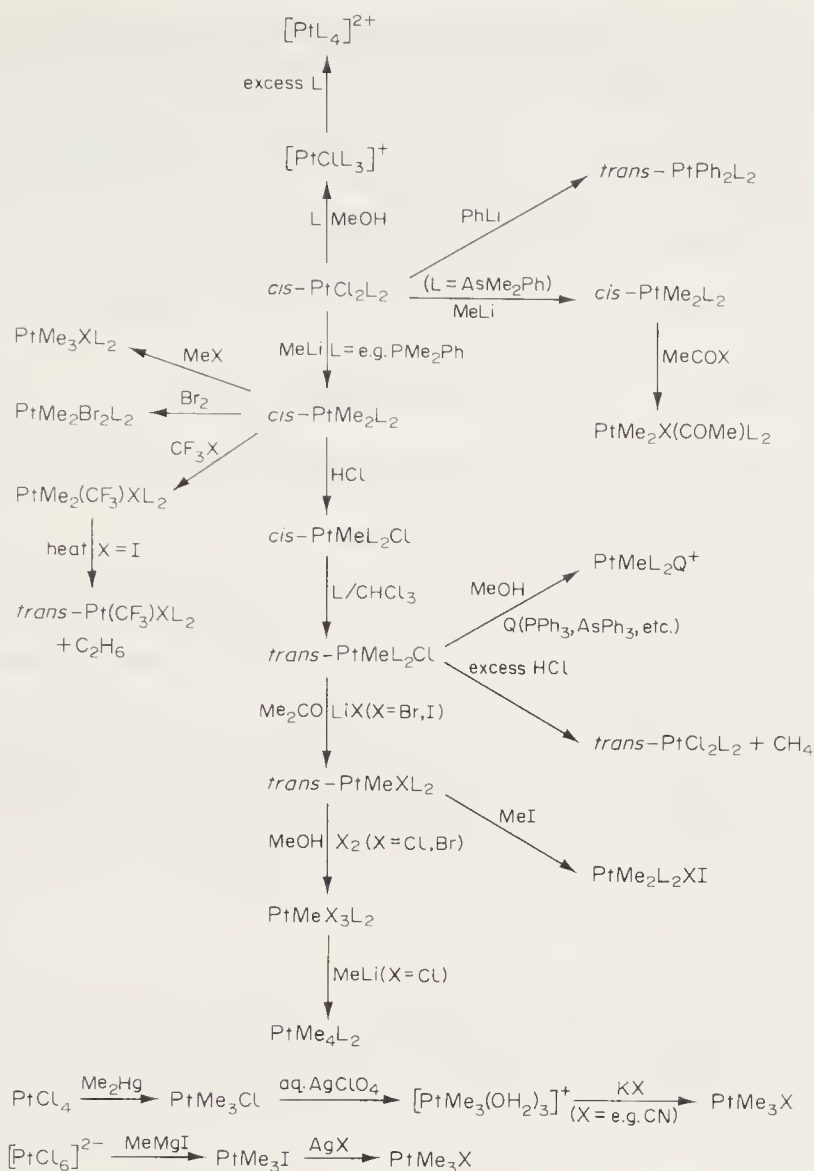 [PtL₄]²⁺
excess L
[PtClL₃]⁺
trans-PtPh₂L₂
L MeOH
PhLi
cis-PtCl₂L₂
(L = AsMe₂Ph)
MeLi
cis-PtMe₂L₂
PtMe₃XL₂
MeX
MeLi L = e.g. PMe₂Ph
MeCOX
PtMe₂Br₂L₂
Br₂
cis-PtMe₂L₂
PtMe₂X(COMe)L₂
CF₃X
HCl
PtMe₂(CF₃)XL₂
cis-PtMeL₂Cl
heat X = I
PtMeL₂Q⁺
MeOH
L/CHCl₃
Q(PPh₃, AsPh₃, etc.)
trans-Pt(CF₃)XL₂
+ C₂H₆
trans-PtMeL₂Cl
excess HCl
Me₂CO LiX(X = Br, I)
trans-PtCl₂L₂ + CH₄
trans-PtMeXL₂
MeI
MeOH X₂ (X = Cl, Br)
PtMe₂L₂XI
PtMeX₃L₂
MeLi(X = Cl)
PtMe₄L₂
PtCl₄ Me₂Hg PtMe₃Cl aq. AgClO₄ [PtMe₃(OH₂)₃]⁺ KX (X = e.g. CN) PtMe₃X
[PtCl₆]²⁻ MeMgI PtMe₃I AgX PtMe₃X